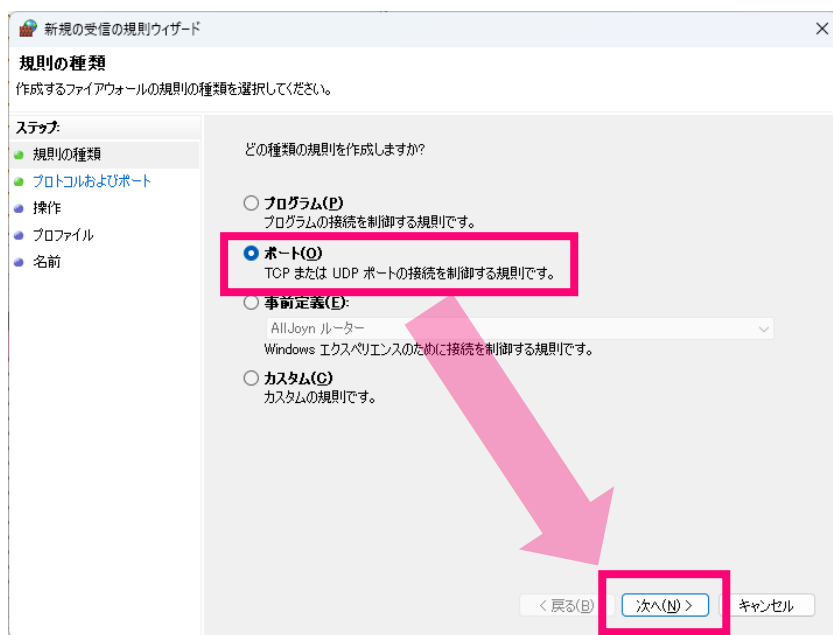 新規の受信の規則ウィザード
規則の種類
作成するファイアウォールの規則の種類を選択してください。
ステップ:
規則の種類
プロトコルおよびポート
操作
プロファイル
名前
どの種類の規則を作成しますか?
プログラム(P)
プログラムの接続を制御する規則です。
ポート(O)
TCP または UDP ポートの接続を制御する規則です。
事前定義(E):
AllJoyn ルーター
Windows エクスペリエンスのために接続を制御する規則です。
カスタム(C)
カスタムの規則です。
< 戻る(B)
次へ(N) >
キャンセル